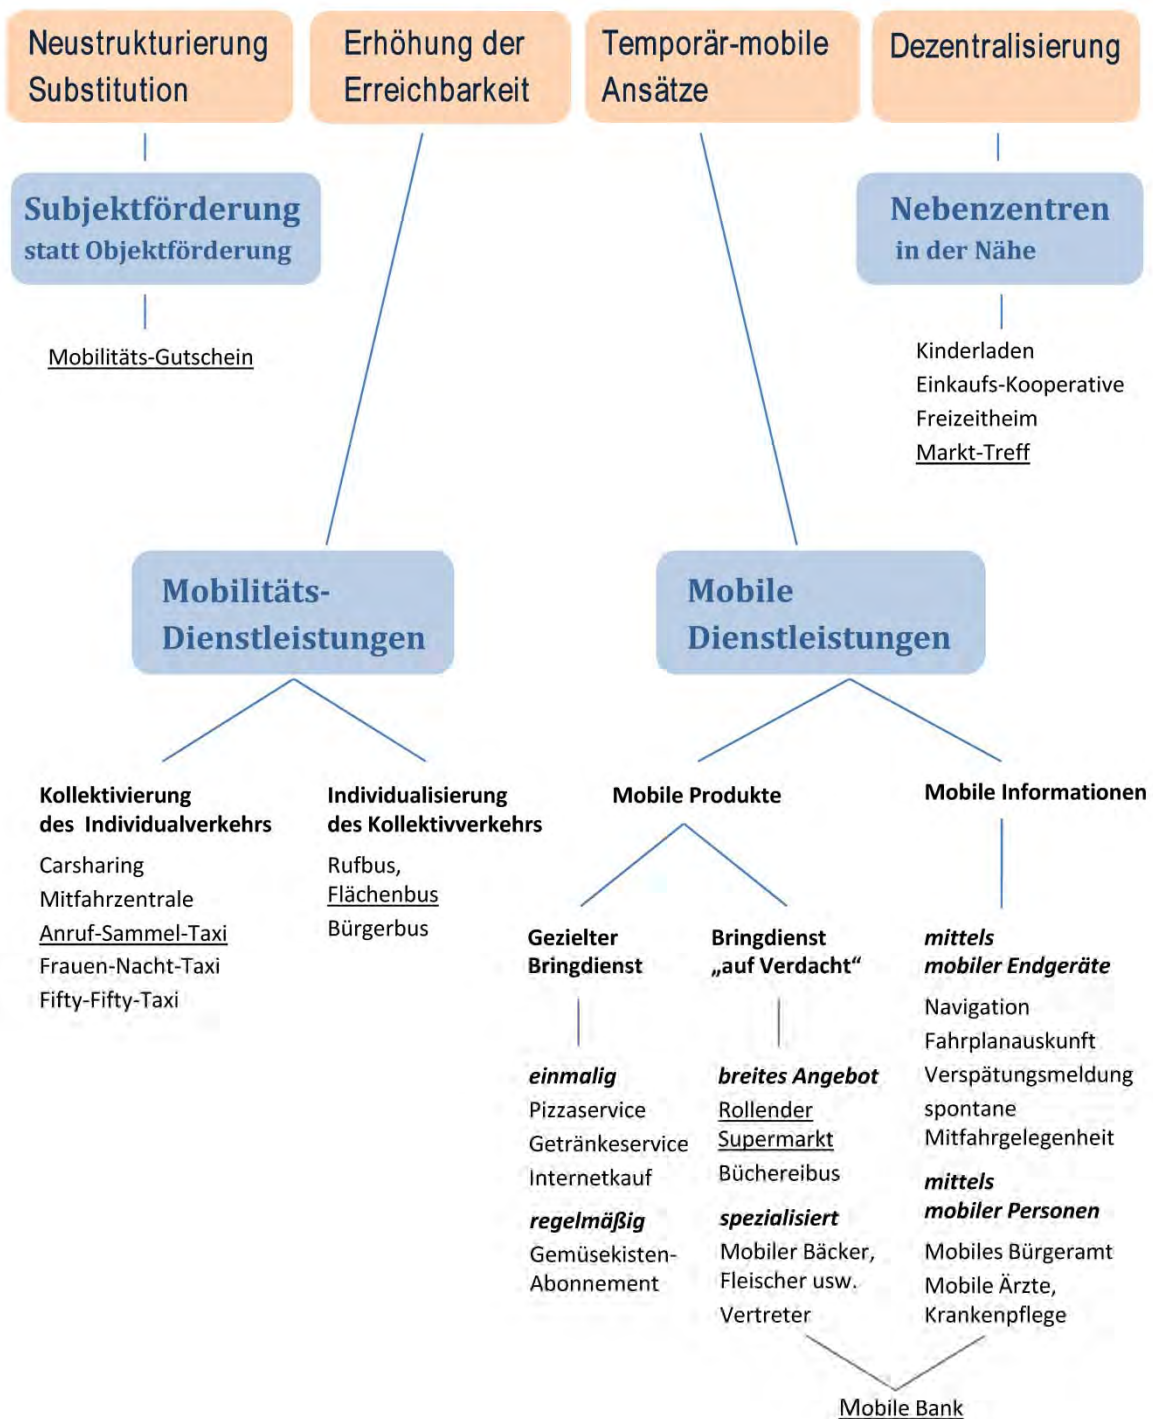 Neustrukturierung
Substitution
Erhöhung der
Erreichbarkeit
Temporär-mobile
Ansätze
Dezentralisierung
Subjektförderung
statt Objektförderung
Nebenzentren
in der Nähe
Mobilitäts-Gutschein
Kinderladen
Einkaufs-Kooperative
Freizeitheim
Markt-Treff
Mobilitäts-
Dienstleistungen
Mobile
Dienstleistungen
Kollektivierung
des Individualverkehrs
Carsharing
Mitfahrzentrale
Anruf-Sammel-Taxi
Frauen-Nacht-Taxi
Fifty-Fifty-Taxi
Individualisierung
des Kollektivverkehrs
Rufbus,
Flächenbus
Bürgerbus
Mobile Produkte
Gezielter
Bringdienst
einmalig
Pizzaservice
Getränkeservice
Internetkauf
regelmäßig
Gemüsekisten-
Abonnement
Bringdienst
„auf Verdacht“
breites Angebot
Rollender
Supermarkt
Büchereibus
spezialisiert
Mobiler Bäcker,
Fleischer usw.
Vertreter
Mobile Informationen
mittels
mobiler Endgeräte
Navigation
Fahrplanauskunft
Verspätungsmeldung
spontane
Mitfahrgelegenheit
mittels
mobiler Personen
Mobiles Bürgeramt
Mobile Ärzte,
Krankenpflege
Mobile Bank